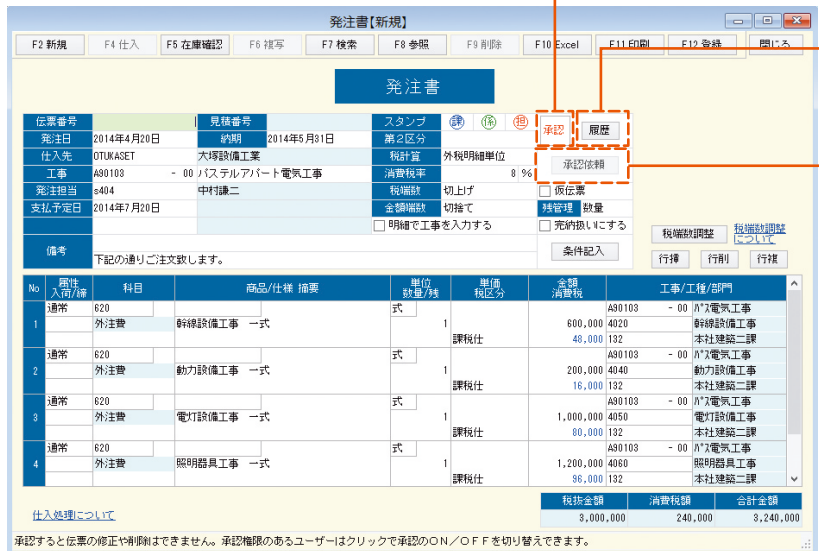 発注書【新規】
F2 新規 F4 仕入 F5 在庫確認 F6 複写 F7 検索 F8 参照 F9 削除 F10 Excel F11 印刷 F12 登録 閉じる
発注書
伝票番号 見積番号 スタンプ 課 係 担 承認 履歴
発注日 2014年4月20日 納期 2014年5月31日 第2区分
仕入先 OTUKASET 大塚設備工業 税計算 外税明細単位 承認依頼
工事 A90103 - 00 パステルアパート電気工事 消費税率 8 %
発注担当 s404 中村謙二 税端数 切上げ 仮伝票
支払予定日 2014年7月20日 金額端数 切捨て 残管理 数量
明細で工事を入力する 完納扱いにする 税端数調整 税端数調整について
備考 下記の通りご注文致します。 条件記入 行挿 行削 行複
No 属性 入荷/締 科目 商品/仕様 摘要 単位 数量/残 単価 税区分 金額 消費税 工事/工種/部門
通常 620 式 A90103 - 00 パス電気工事
1 外注費 幹線設備工事 一式 1 600,000 4020 幹線設備工事
課税仕 48,000 132 本社建築二課
通常 620 式 A90103 - 00 パス電気工事
2 外注費 動力設備工事 一式 1 200,000 4040 動力設備工事
課税仕 16,000 132 本社建築二課
通常 620 式 A90103 - 00 パス電気工事
3 外注費 電灯設備工事 一式 1 1,000,000 4050 電灯設備工事
課税仕 80,000 132 本社建築二課
通常 620 式 A90103 - 00 パス電気工事
4 外注費 照明器具工事 一式 1 1,200,000 4060 照明器具工事
課税仕 96,000 132 本社建築二課
税抜金額 消費税額 合計金額
仕入処理について 3,000,000 240,000 3,240,000
承認すると伝票の修正や削除はできません。承認権限のあるユーザーはクリックで承認のON/OFFを切り替えできます。